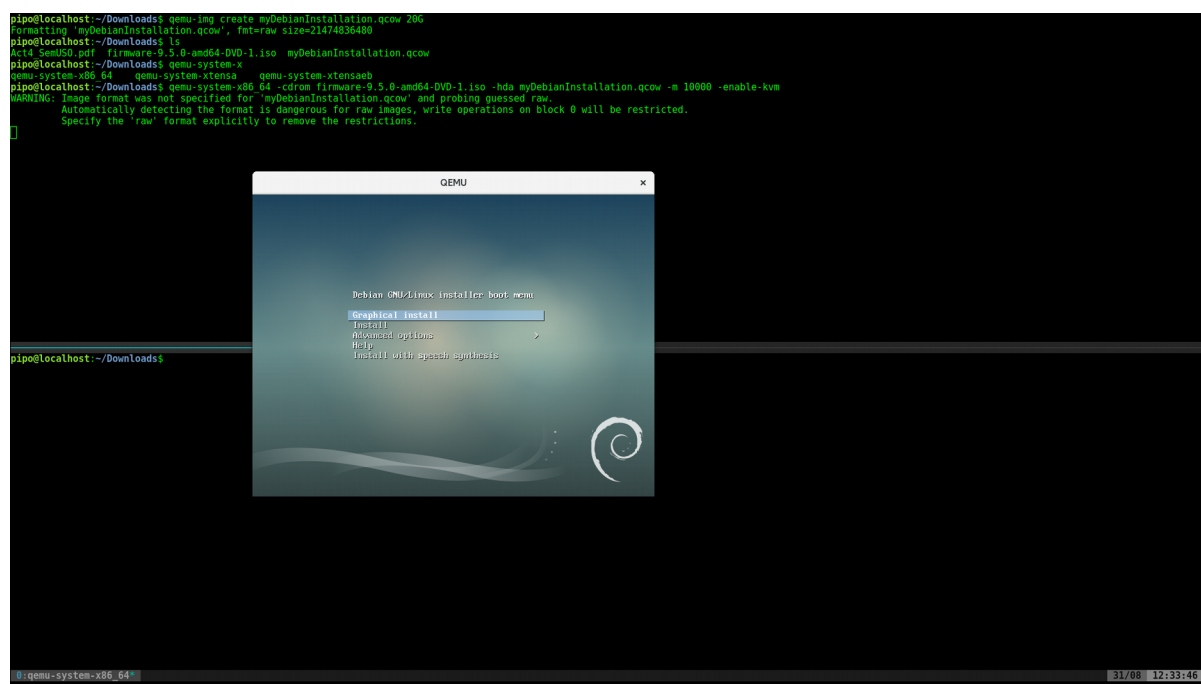 pipo@localhost:~/Downloads$ qemu-img create myDebianInstallation.qcow 20G
Formatting 'myDebianInstallation.qcow', fmt=raw size=21474836480
pipo@localhost:~/Downloads$ ls
Act4_SemUSO.pdf  firmware-9.5.0-amd64-DVD-1.iso  myDebianInstallation.qcow
pipo@localhost:~/Downloads$ qemu-system-x
qemu-system-x86_64    qemu-system-xtensa    qemu-system-xtensaeb
pipo@localhost:~/Downloads$ qemu-system-x86_64 -cdrom firmware-9.5.0-amd64-DVD-1.iso -hda myDebianInstallation.qcow -m 10000 -enable-kvm
WARNING: Image format was not specified for 'myDebianInstallation.qcow' and probing guessed raw.
         Automatically detecting the format is dangerous for raw images, write operations on block 0 will be restricted.
         Specify the 'raw' format explicitly to remove the restrictions.
QEMU ×
Debian GNU/Linux installer boot menu
Graphical install
Install
Advanced options >
Help
Install with speech synthesis
pipo@localhost:~/Downloads$
0:qemu-system-x86_64* 31/08 12:33:46